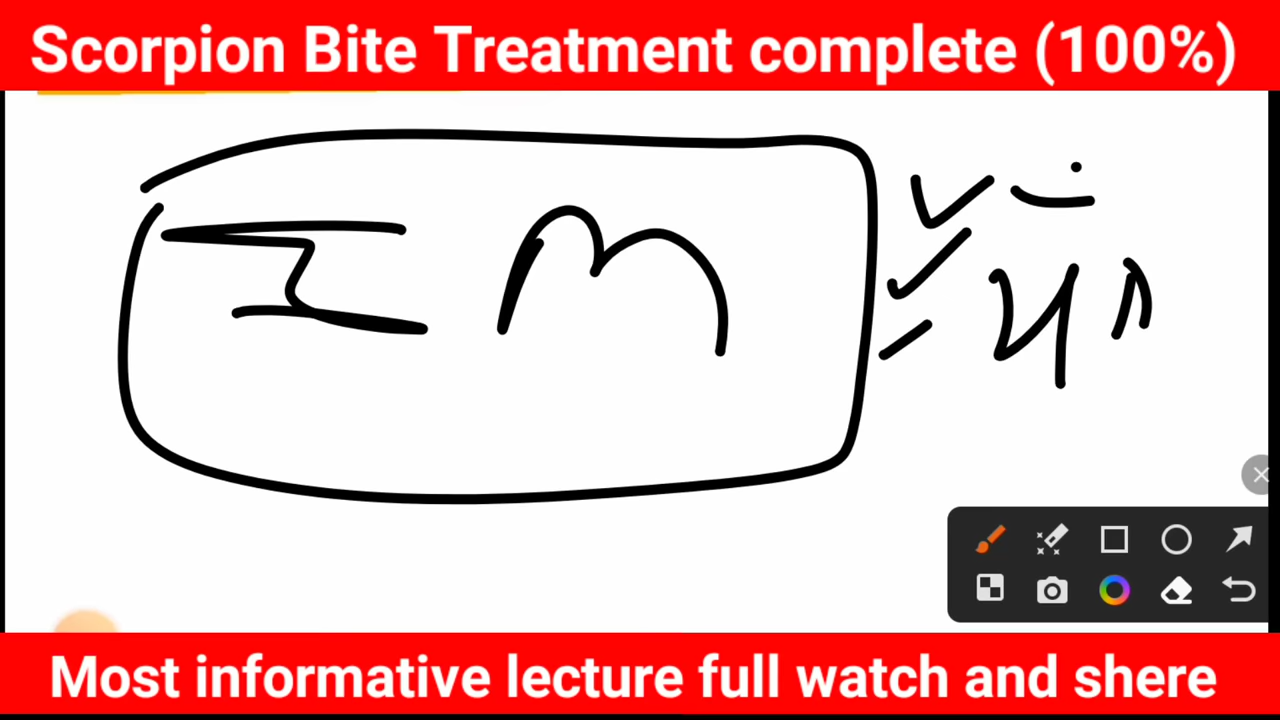 Scorpion Bite Treatment complete (100%)
IM
Most informative lecture full watch and shere